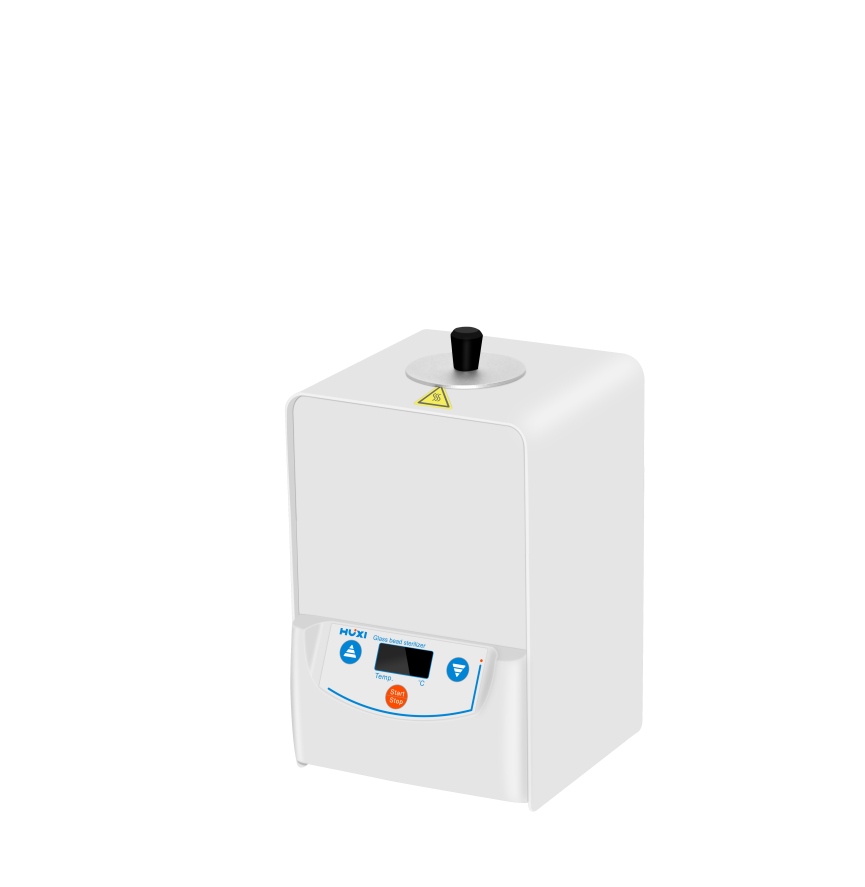 HUXI
Glass bead sterilizer
Temp. °C
Start
Stop